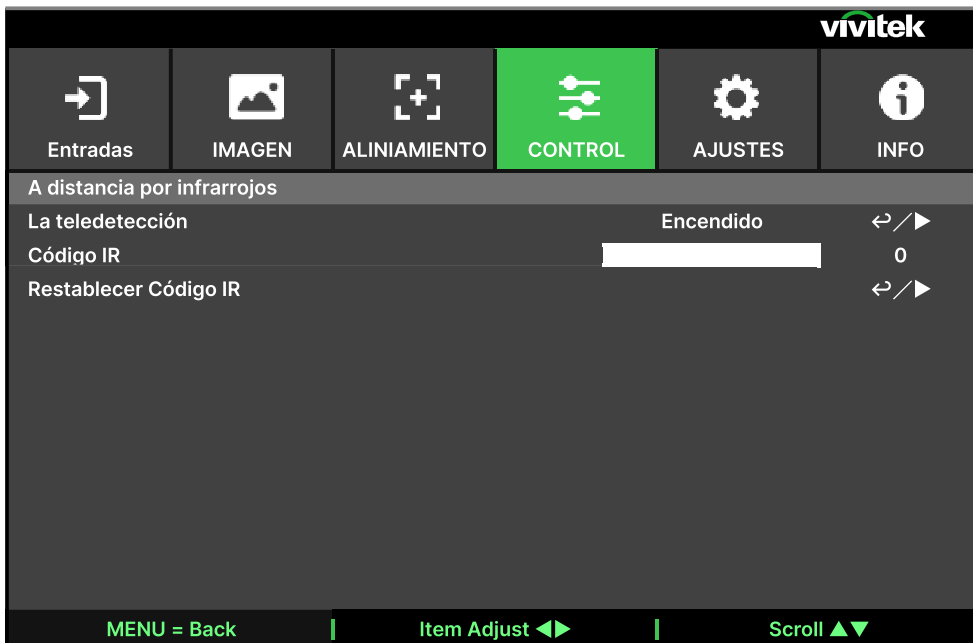 vivitek
Entradas IMAGEN ALINIAMIENTO CONTROL AJUSTES INFO
A distancia por infrarrojos
La teledetección Encendido ↩/▶
Código IR 0
Restablecer Código IR ↩/▶
MENU = Back | Item Adjust ◀▶ | Scroll ▲▼